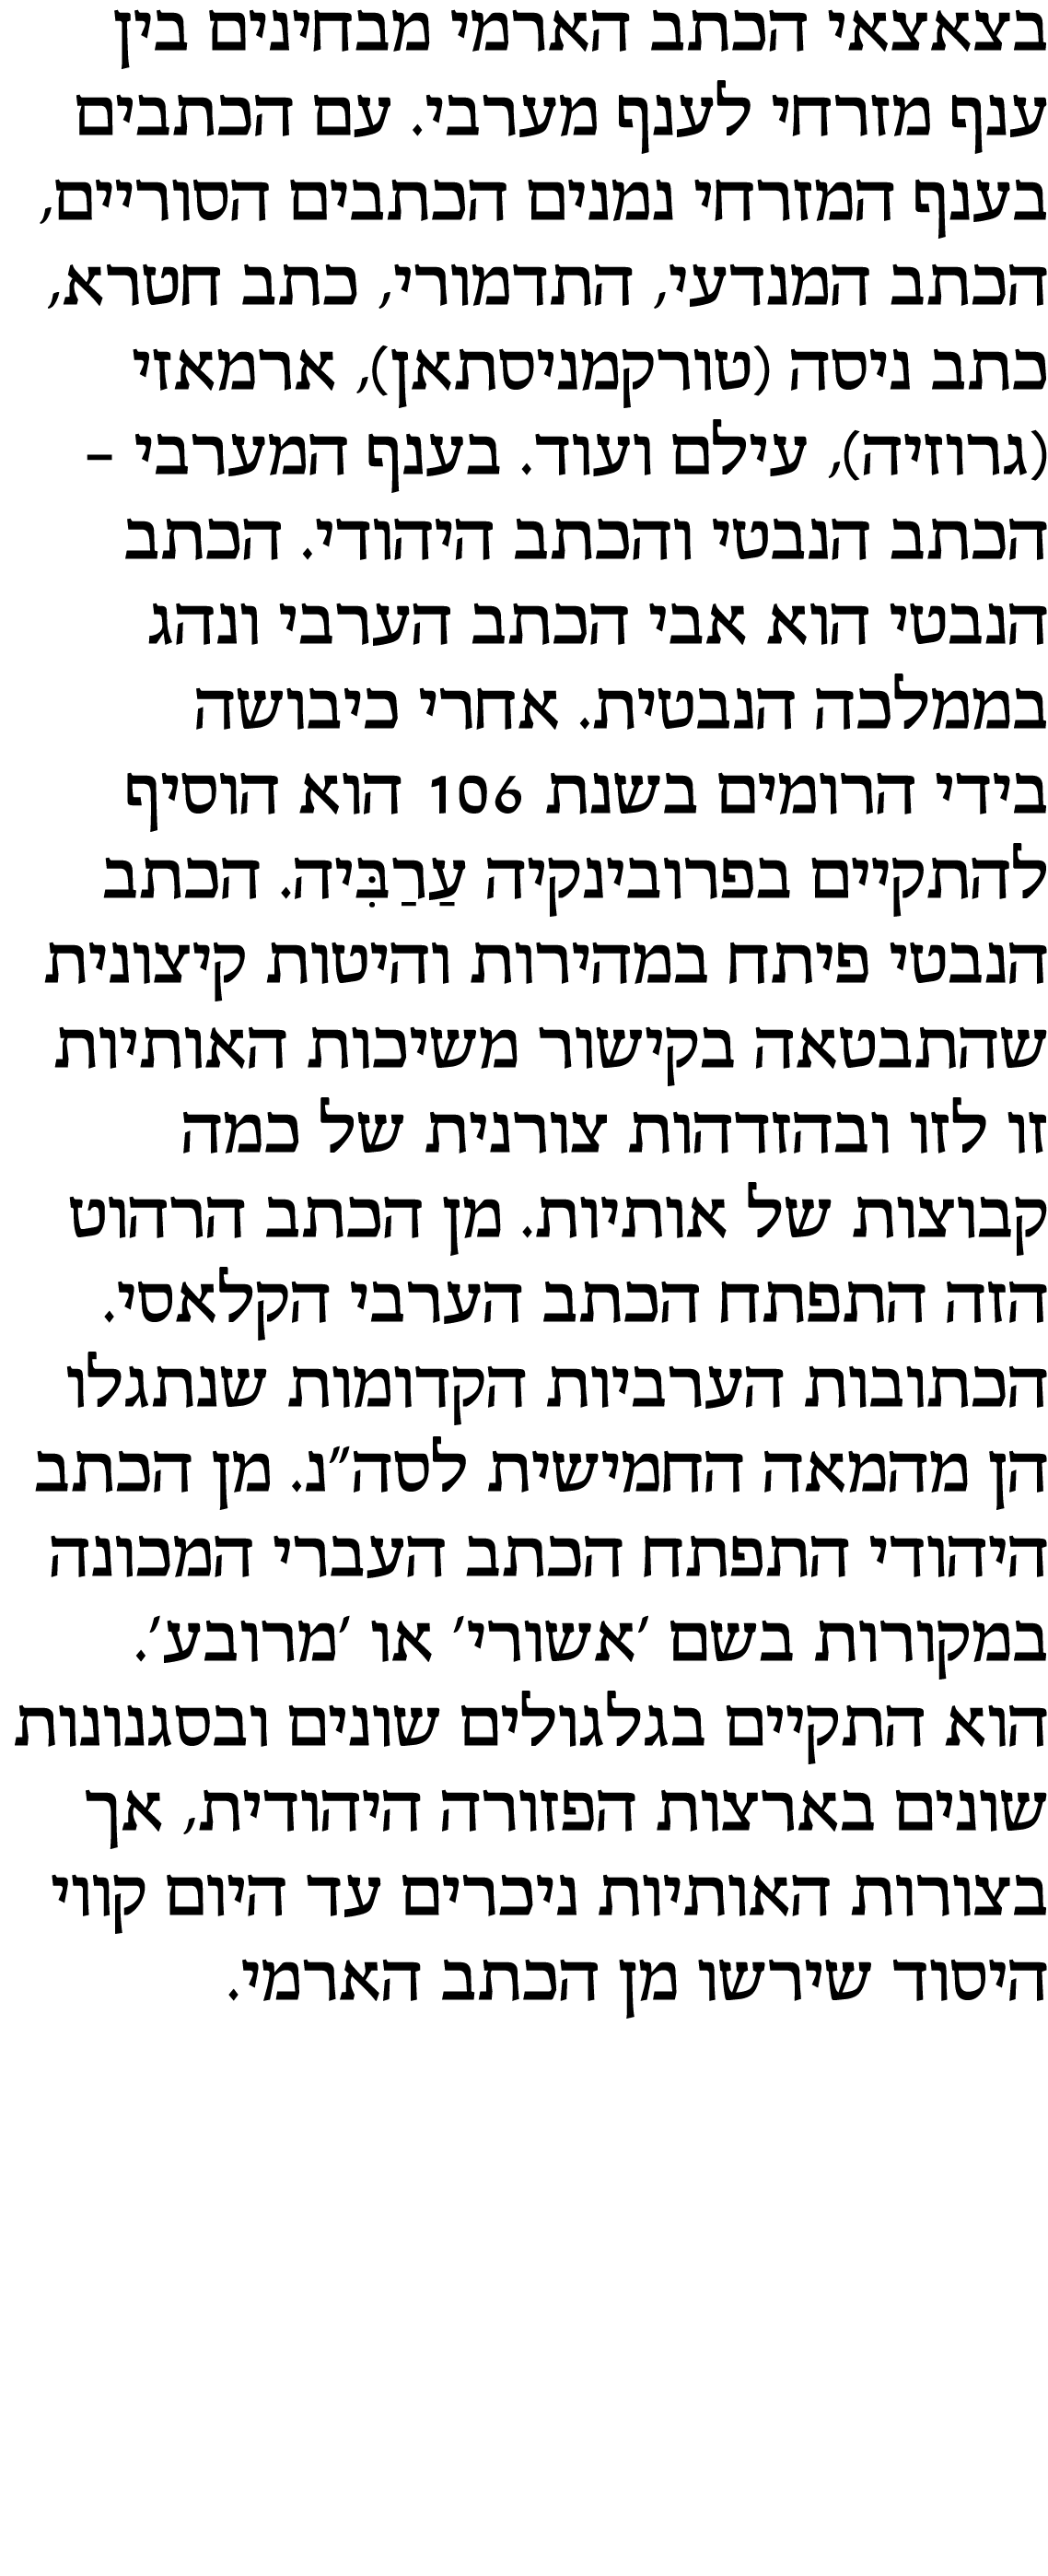 בצאצאי הכתב הארמי מבחינים בין
ענף מזרחי לענף מערבי. עם הכתבים
בענף המזרחי נמנים הכתבים הסוריים,
הכתב המנדעי, התדמורי, כתב חטרא,
כתב ניסה (טורקמניסתאן), ארמאזי
(גרוזיה), עילם ועוד. בענף המערבי –
הכתב הנבטי והכתב היהודי. הכתב
הנבטי הוא אבי הכתב הערבי ונהג
בממלכה הנבטית. אחרי כיבושה
בידי הרומים בשנת 106 הוא הוסיף
להתקיים בפרובינקיה עַרַבִּיה. הכתב
הנבטי פיתח במהירות והיטות קיצונית
שהתבטאה בקישור משיכות האותיות
זו לזו ובהזדהות צורנית של כמה
קבוצות של אותיות. מן הכתב הרהוט
הזה התפתח הכתב הערבי הקלאסי.
הכתובות הערביות הקדומות שנתגלו
הן מהמאה החמישית לסה״נ. מן הכתב
היהודי התפתח הכתב העברי המכונה
במקורות בשם ׳אשורי׳ או ׳מרובע׳.
הוא התקיים בגלגולים שונים ובסגנונות
שונים בארצות הפזורה היהודית, אך
בצורות האותיות ניכרים עד היום קווי
היסוד שירשו מן הכתב הארמי.